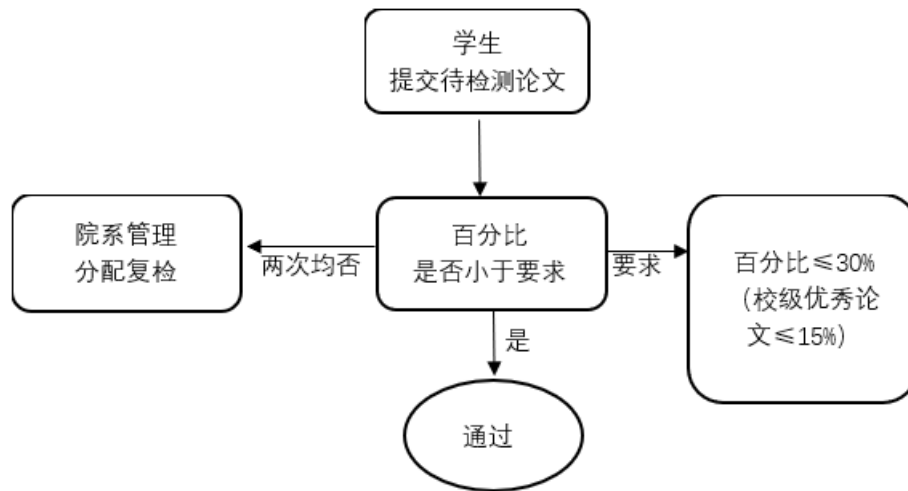 学生
提交待检测论文
院系管理
分配复检
两次均否
百分比
是否小于要求
要求
百分比≤30%
（校级优秀论
文≤15%）
是
通过